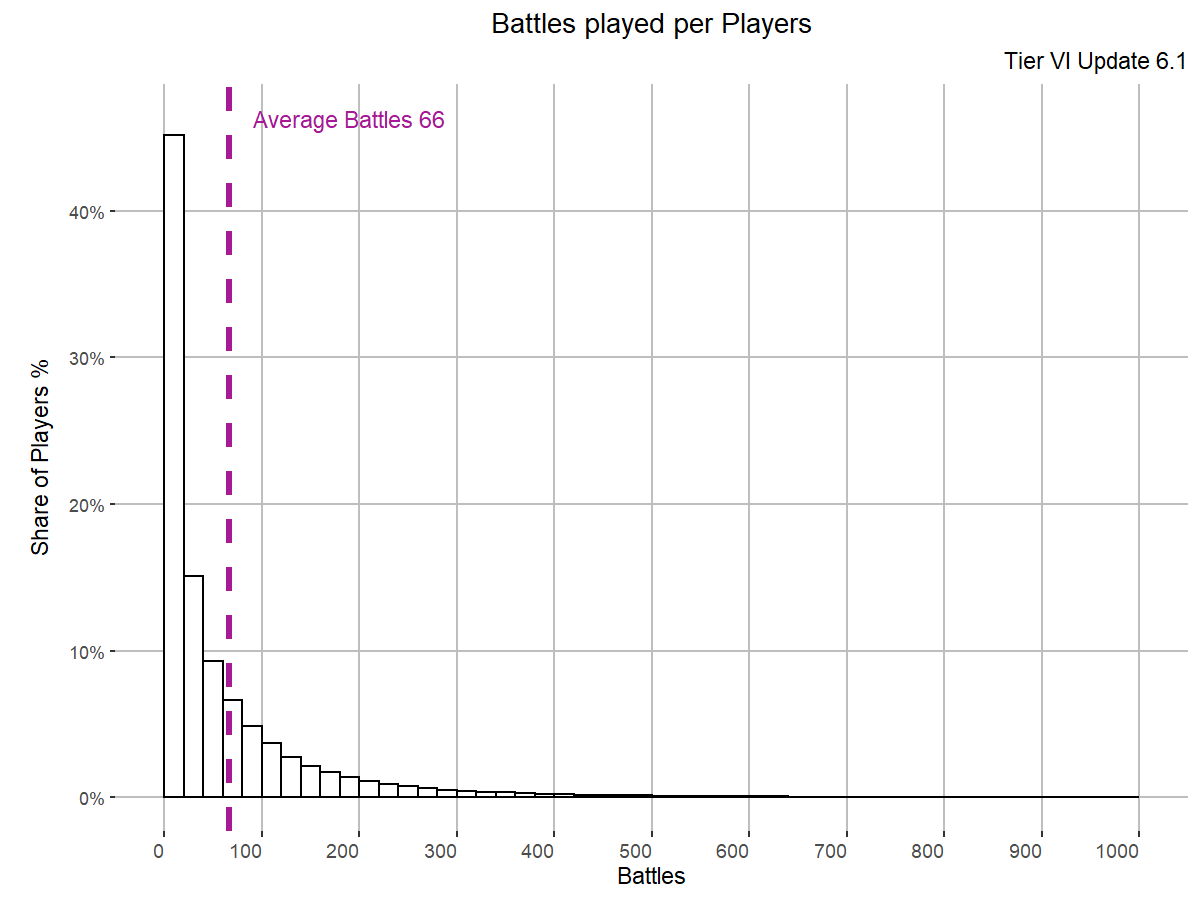 Battles played per Players
Tier VI Update 6.1
Average Battles 66
40%
30%
20%
10%
0%
Share of Players %
0 100 200 300 400 500 600 700 800 900 1000
Battles